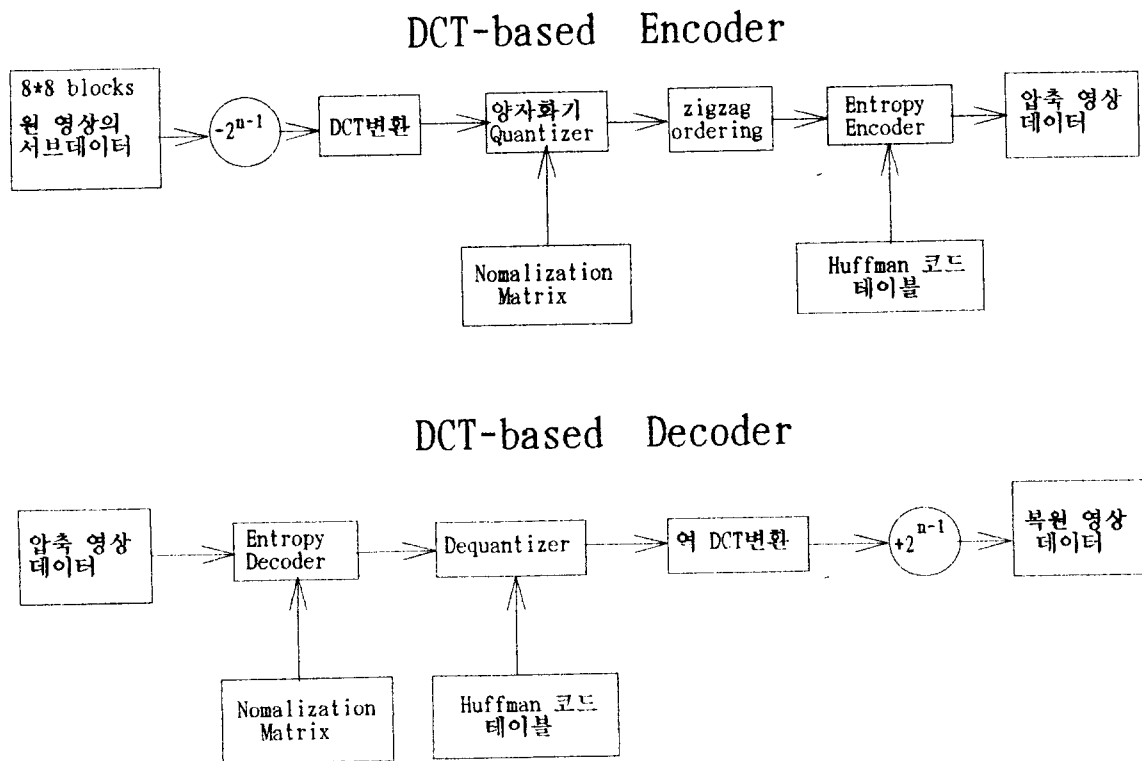 DCT-based Encoder
8*8 blocks
원 영상의
서브데이터
-2ⁿ⁻¹
DCT변환
양자화기
Quantizer
zigzag
ordering
Entropy
Encoder
압축 영상
데이터
Nomalization
Matrix
Huffman 코드
테이블
DCT-based Decoder
압축 영상
데이터
Entropy
Decoder
Dequantizer
역 DCT변환
+2ⁿ⁻¹
복원 영상
데이터
Nomalization
Matrix
Huffman 코드
테이블